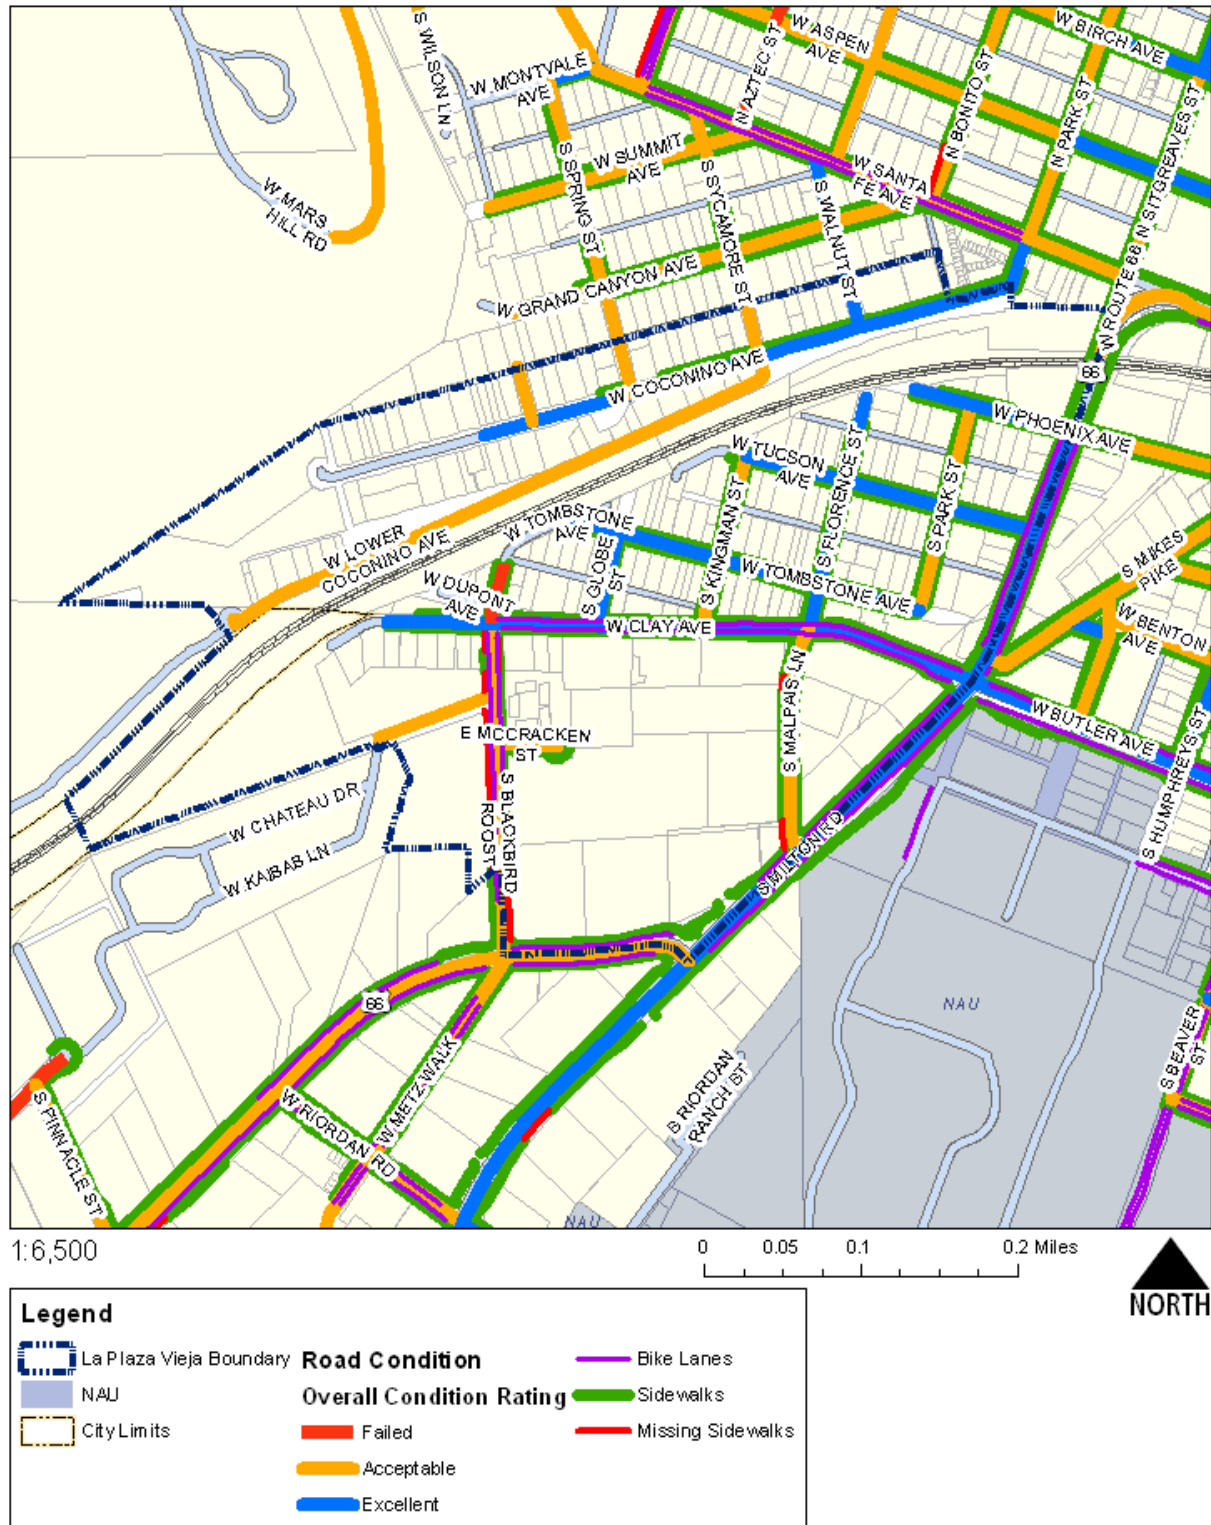 S WILSON LN
W MONTVALE
AVE
W ASPEN
AVE
N AZTEC ST
W BIRCH AVE
N BONITO ST
N PARK ST
N SITGREAVES ST
W SUMMIT
AVE
S SPRING ST
S SYCAMORE ST
W SANTA
FE AVE
S WALNUT ST
W MARS
HILL RD
W GRAND CANYON AVE
W ROUTE 66
66
W COCONINO AVE
W PHOENIX AVE
W TUCSON
AVE
S FLORENCE ST
S PARK ST
S KINGMAN ST
W TOMBSTONE
AVE
W LOWER
COCONINO AVE
S GLOBE
ST
W TOMBSTONE AVE
S MIKES
PIKE
W DUPONT
AVE
W CLAY AVE
W BENTON
AVE
S MALPAIS LN
W BUTLER AVE
E MCCRACKEN
ST
S HUMPHREYS ST
S BLACKBIRD
ROOST
W CHATEAU DR
W KAIBAB LN
S MILTON RD
66
NAU
S BEAVER
ST
S RIORDAN
RANCH ST
W METZ WALK
W RIORDAN RD
S PINNACLE ST
NAU
1:6,500
0 0.05 0.1 0.2 Miles
NORTH
Legend
La Plaza Vieja Boundary
NAU
City Limits
Road Condition
Overall Condition Rating
Failed
Acceptable
Excellent
Bike Lanes
Sidewalks
Missing Sidewalks